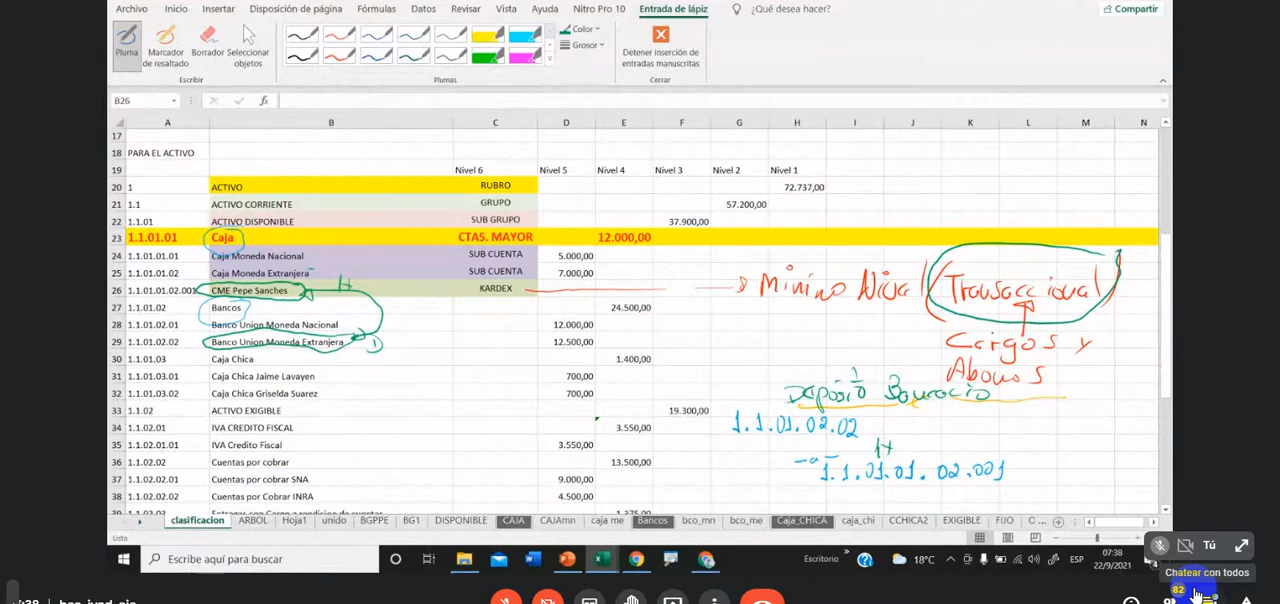 Archivo Inicio Insertar Disposición de página Fórmulas Datos Revisar Vista Ayuda Nitro Pro 10 Entrada de lápiz ¿Qué desea hacer? Compartir
Pluma Marcador de resaltado Borrador Seleccionar objetos Color Grosor Detener inserción de entradas manuscritas
Escribir Plumas Cerrar
B26 fx
A B C D E F G H I J K L M N
17
18 PARA EL ACTIVO
19 Nivel 6 Nivel 5 Nivel 4 Nivel 3 Nivel 2 Nivel 1
20 1 ACTIVO RUBRO 72.737,00
21 1.1 ACTIVO CORRIENTE GRUPO 57.200,00
22 1.1.01 ACTIVO DISPONIBLE SUB GRUPO 37.900,00
23 1.1.01.01 Caja CTAS. MAYOR 12.000,00
24 1.1.01.01.01 Caja Moneda Nacional SUB CUENTA 5.000,00
25 1.1.01.01.02 Caja Moneda Extranjera SUB CUENTA 7.000,00
26 1.1.01.01.02.001 CME Pepe Sanches H KARDEX Minimo Nivel (Transaccional)
27 1.1.01.02 Bancos 24.500,00
28 1.1.01.02.01 Banco Union Moneda Nacional 12.000,00
29 1.1.01.02.02 Banco Union Moneda Extranjera D 12.500,00 Cargos y
30 1.1.01.03 Caja Chica 1.400,00
31 1.1.01.03.01 Caja Chica Jaime Lavayen 700,00 Abonos
32 1.1.01.03.02 Caja Chica Griselda Suarez 700,00 Deposito Bancario
33 1.1.02 ACTIVO EXIGIBLE 19.300,00
34 1.1.02.01 IVA CREDITO FISCAL 3.550,00 1.1.01.02.02
35 1.1.02.01.01 IVA Credito Fiscal 3.550,00 H
36 1.1.02.02 Cuentas por cobrar 13.500,00 -a- 1.1.01.01.02.001
37 1.1.02.02.01 Cuentas por cobrar SNA 9.000,00
38 1.1.02.02.02 Cuentas por Cobrar INRA 4.500,00
clasificacion ARBOL Hoja1 unido BGPPE BG1 DISPONIBLE CAJA CAJAmn caja me Bancos bco_mn bco_me Caja_CHICA caja_chi CCHICA2 EXIGIBLE FIJO C ...
Listo
Escribe aquí para buscar Escritorio 18°C ESP 07:38 22/9/2021
Tú
Chatear con todos
82